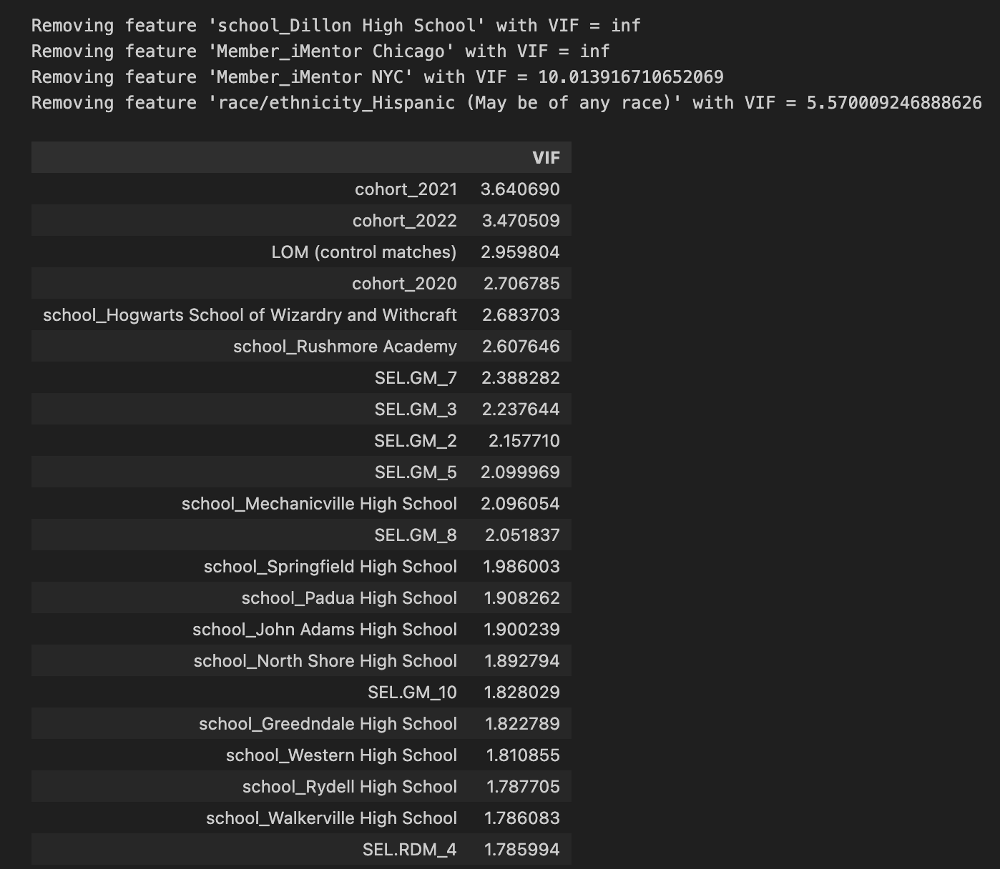 Removing feature 'school_Dillon High School' with VIF = inf
Removing feature 'Member_iMentor Chicago' with VIF = inf
Removing feature 'Member_iMentor NYC' with VIF = 10.013916710652069
Removing feature 'race/ethnicity_Hispanic (May be of any race)' with VIF = 5.570009246888626
VIF
cohort_2021 3.640690
cohort_2022 3.470509
LOM (control matches) 2.959804
cohort_2020 2.706785
school_Hogwarts School of Wizardry and Withcraft 2.683703
school_Rushmore Academy 2.607646
SEL.GM_7 2.388282
SEL.GM_3 2.237644
SEL.GM_2 2.157710
SEL.GM_5 2.099969
school_Mechanicville High School 2.096054
SEL.GM_8 2.051837
school_Springfield High School 1.986003
school_Padua High School 1.908262
school_John Adams High School 1.900239
school_North Shore High School 1.892794
SEL.GM_10 1.828029
school_Greedndale High School 1.822789
school_Western High School 1.810855
school_Rydell High School 1.787705
school_Walkerville High School 1.786083
SEL.RDM_4 1.785994